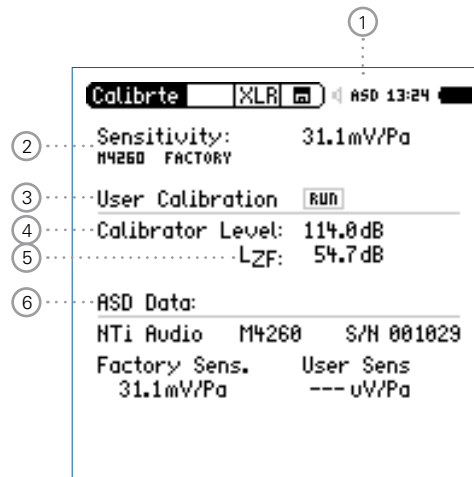 1
Calibrte XLR ASD 13:24
2 Sensitivity: 31.1mV/Pa
M4260 FACTORY
3 User Calibration RUN
4 Calibrator Level: 114.0dB
5 LZF: 54.7dB
6 ASD Data:
NTi Audio M4260 S/N 001029
Factory Sens. User Sens
31.1mV/Pa --- uV/Pa